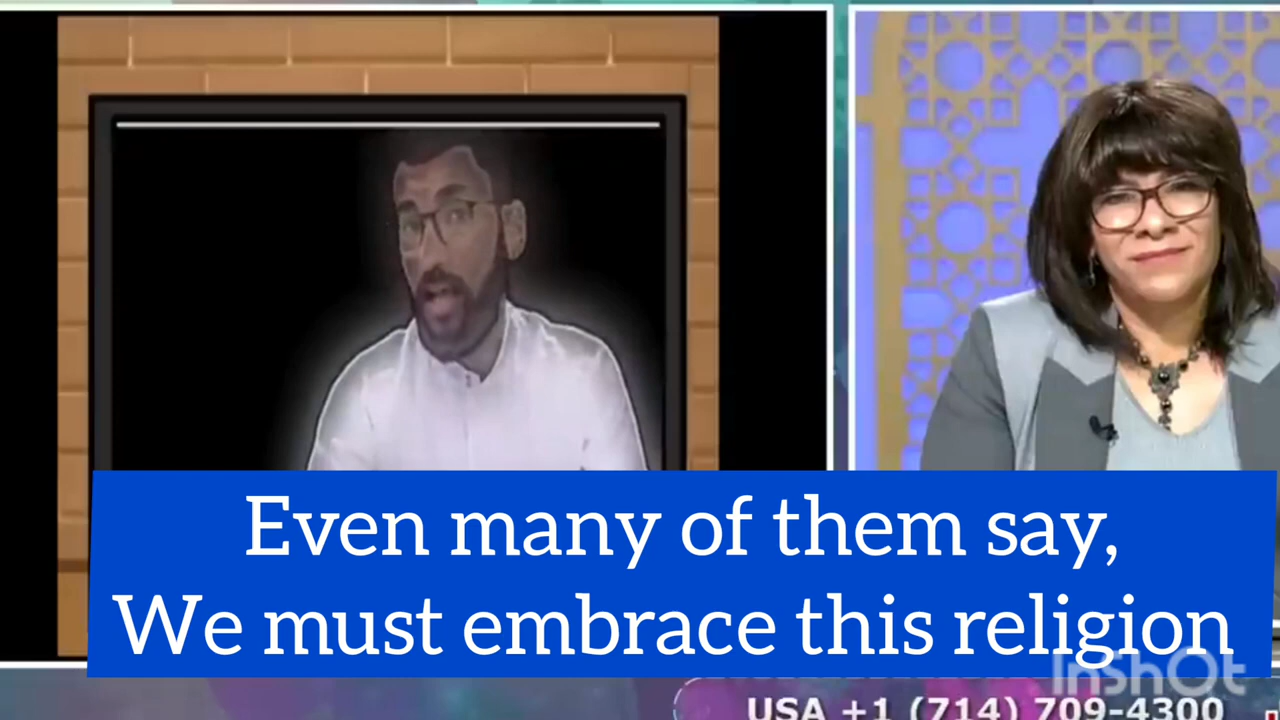 Even many of them say,
We must embrace this religion
InShOt
USA +1 (714) 709-4300